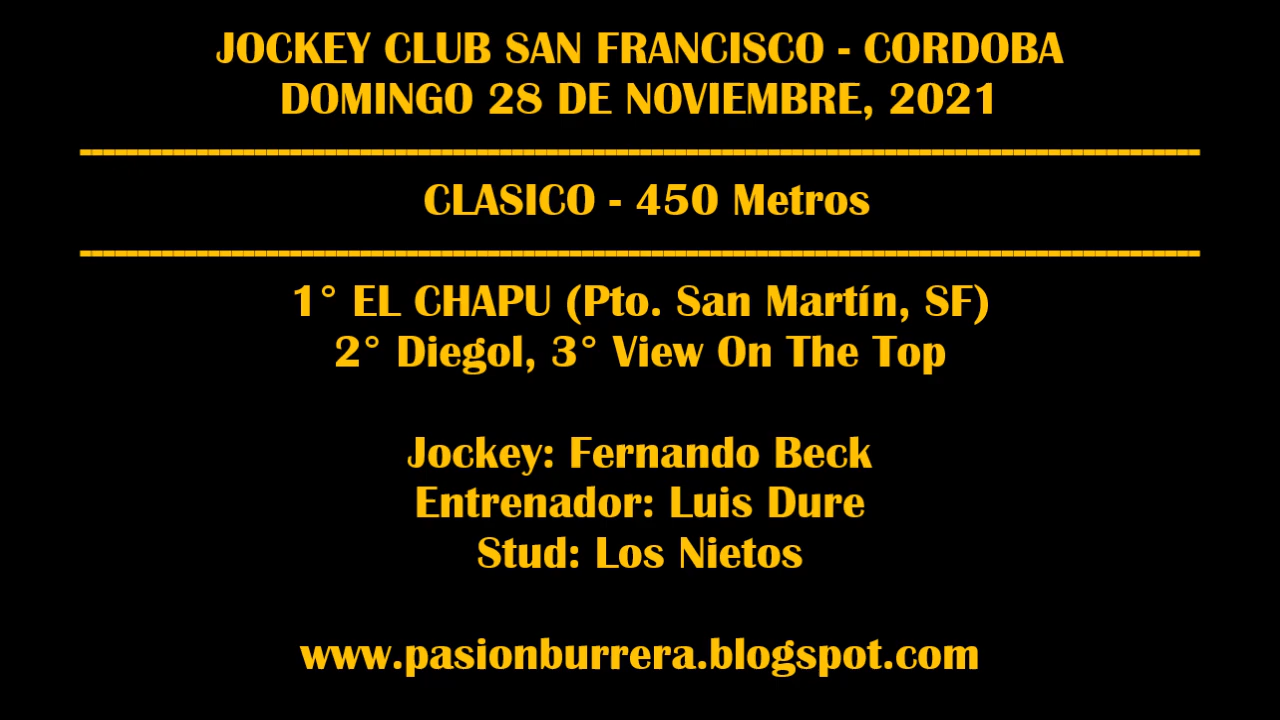 JOCKEY CLUB SAN FRANCISCO - CORDOBA
DOMINGO 28 DE NOVIEMBRE, 2021
CLASICO - 450 Metros
1° EL CHAPU (Pto. San Martín, SF)
2° Diegol, 3° View On The Top
Jockey: Fernando Beck
Entrenador: Luis Dure
Stud: Los Nietos
www.pasionburrera.blogspot.com